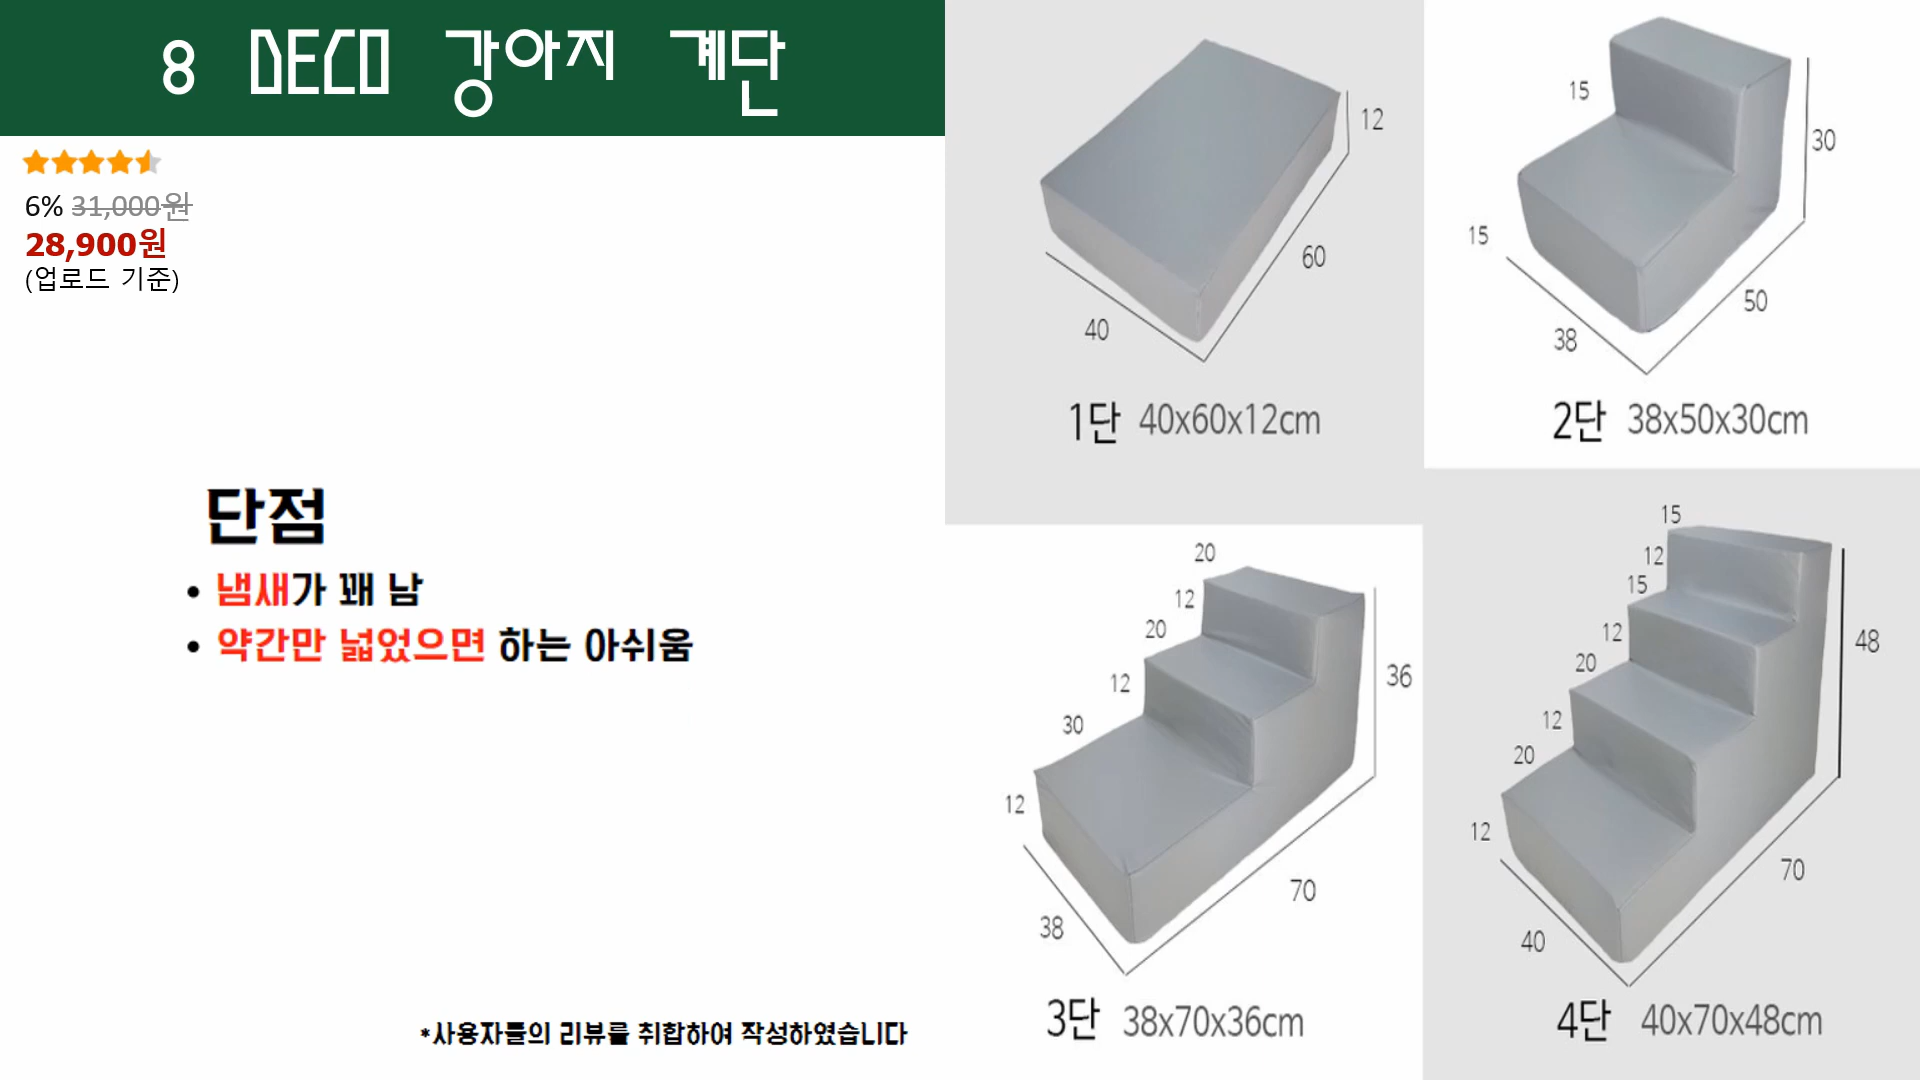 8 DECO 강아지 계단
6% 31,000원
28,900원
(업로드 기준)
단점
• 냄새가 꽤 남
• 약간만 넓었으면 하는 아쉬움
*사용자들의 리뷰를 취합하여 작성하였습니다
12
60
40
1단 40x60x12cm
15
30
15
50
38
2단 38x50x30cm
20
12
20
12
30
12
36
70
38
3단 38x70x36cm
15
12
15
12
20
12
20
12
48
70
40
4단 40x70x48cm